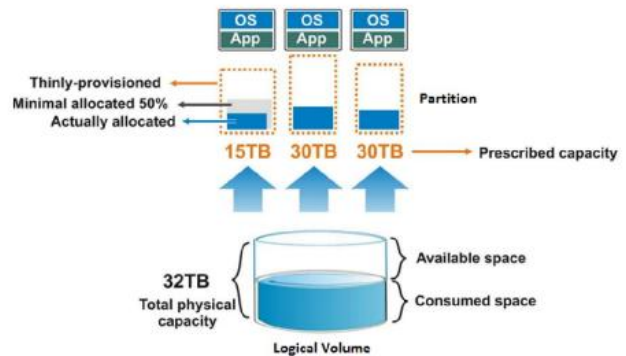 OS OS OS
App App App
Thinly-provisioned
Minimal allocated 50%
Actually allocated
Partition
15TB 30TB 30TB
Prescribed capacity
32TB
Total physical
capacity
Available space
Consumed space
Logical Volume